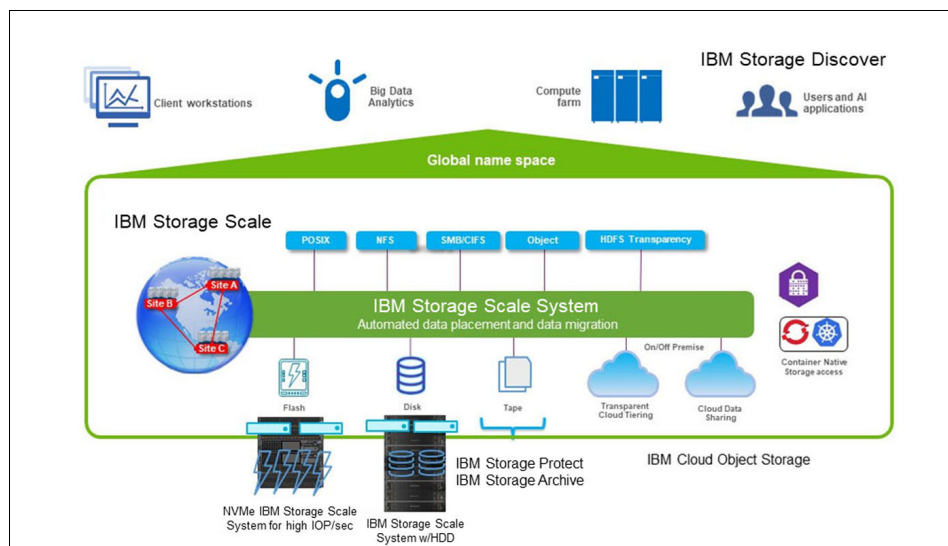 IBM Storage Discover
Client workstations
Big Data
Analytics
Compute
farm
Users and AI
applications
Global name space
IBM Storage Scale
POSIX
NFS
SMB/CIFS
Object
HDFS Transparency
Site A
Site B
Site C
IBM Storage Scale System
Automated data placement and data migration
On/Off Premise
Container Native
Storage access
Flash
Disk
Tape
Transparent
Cloud Tiering
Cloud Data
Sharing
IBM Storage Protect
IBM Storage Archive
IBM Cloud Object Storage
NVMe IBM Storage Scale
System for high IOP/sec
IBM Storage Scale
System w/HDD